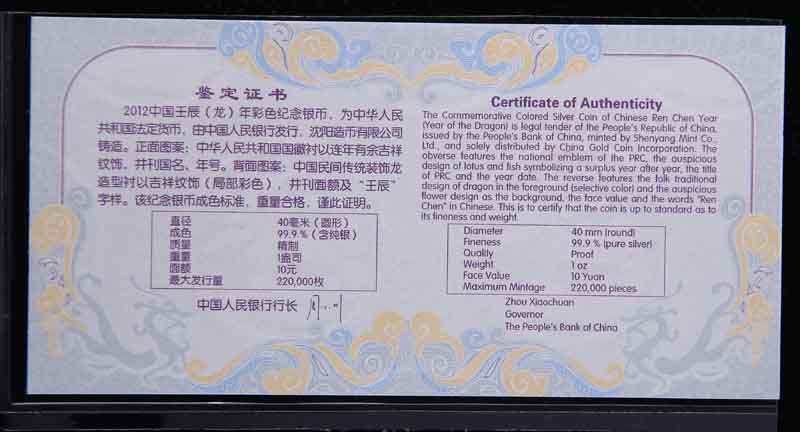 鉴定证书
2012中国壬辰（龙）年彩色纪念银币，为中华人民
共和国法定货币，由中国人民银行发行，沈阳造币有限公司
铸造。正面图案：中华人民共和国国徽衬以连年有余吉祥
纹饰，并刊国名、年号。背面图案：中国民间传统装饰龙
造型衬以吉祥纹饰（局部彩色），并刊面额及“壬辰”
字样。该纪念银币成色标准，重量合格，谨此证明。
直径 40毫米（圆形）
成色 99.9%（含纯银）
质量 精制
重量 1盎司
面额 10元
最大发行量 220,000枚
中国人民银行行长
Certificate of Authenticity
The Commemorative Colored Silver Coin of Chinese Ren Chen Year
(Year of the Dragon) is legal tender of the People's Republic of China,
issued by the People's Bank of China, minted by Shenyang Mint Co.,
Ltd., and solely distributed by China Gold Coin Incorporation. The
obverse features the national emblem of the PRC, the auspicious
design of lotus and fish symbolizing a surplus year after year, the title
of PRC and the year date. The reverse features the folk traditional
design of dragon in the foreground (selective color) and the auspicious
flower design as the background, the face value and the words "Ren
Chen" in Chinese. This is to certify that the coin is up to standard as to
its fineness and weight.
Diameter 40 mm (round)
Fineness 99.9 % (pure silver)
Quality Proof
Weight 1 oz
Face Value 10 Yuan
Maximum Mintage 220,000 pieces
Zhou Xiaochuan
Governor
The People's Bank of China